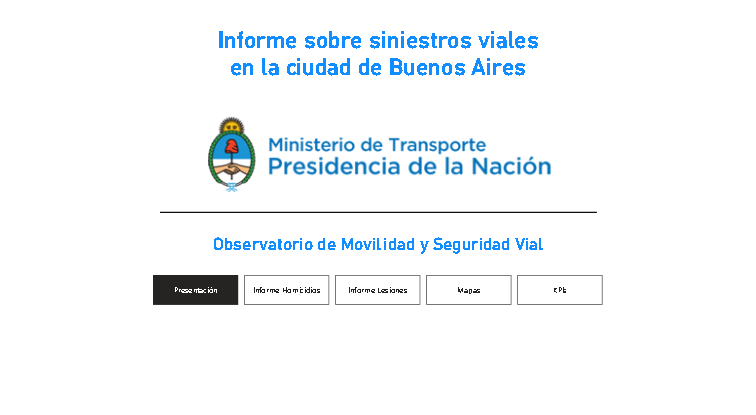 Informe sobre siniestros viales
en la ciudad de Buenos Aires
Ministerio de Transporte
Presidencia de la Nación
Observatorio de Movilidad y Seguridad Vial
Presentación
Informe Homicidios
Informe Lesiones
Mapas
KPIs